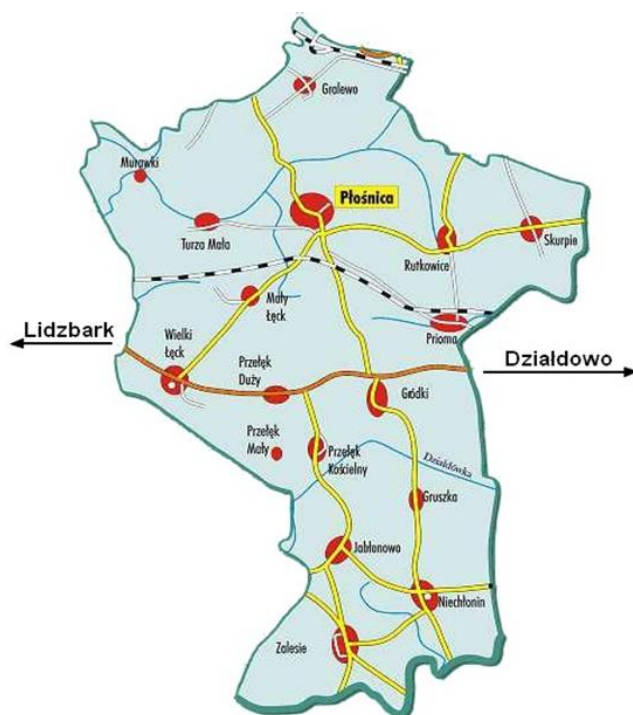 Gralewo
Murawki
Płośnica
Turza Mała
Rutkowice
Skurpie
Mały
Łęck
Lidzbark
Wielki
Łęck
Prioma
Działdowo
Przełęk
Duży
Gródki
Przełęk
Mały
Przełęk
Kościelny
Działdówka
Gruszka
Jabłonowo
Niechłonin
Zalesie